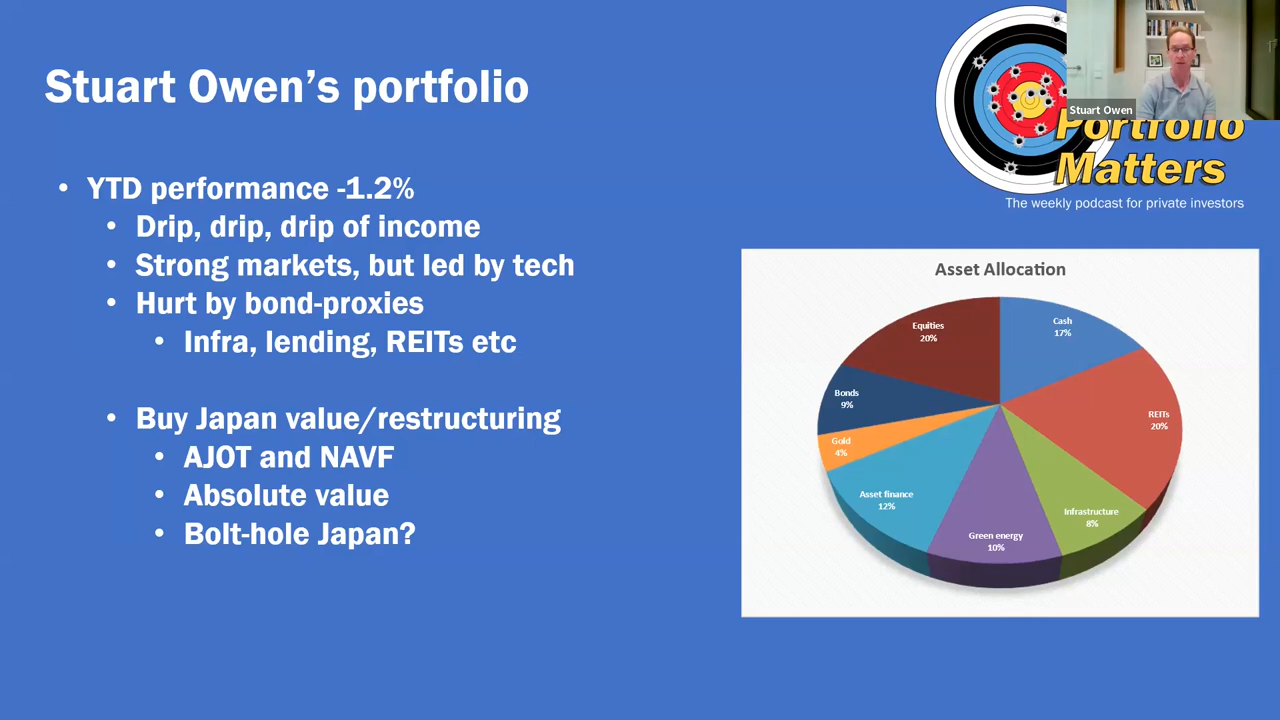 Stuart Owen's portfolio
Stuart Owen
Portfolio
Matters
The weekly podcast for private investors
• YTD performance -1.2%
• Drip, drip, drip of income
• Strong markets, but led by tech
• Hurt by bond-proxies
• Infra, lending, REITs etc
• Buy Japan value/restructuring
• AJOT and NAVF
• Absolute value
• Bolt-hole Japan?
Asset Allocation
Cash
17%
REITs
20%
Infrastructure
8%
Green energy
10%
Asset finance
12%
Gold
4%
Bonds
9%
Equities
20%